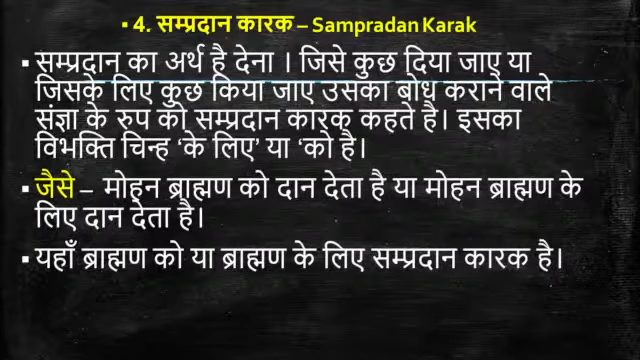 ▪ 4. सम्प्रदान कारक – Sampradan Karak
▪ सम्प्रदान का अर्थ है देना । जिसे कुछ दिया जाए या
जिसके लिए कुछ किया जाए उसका बोध कराने वाले
संज्ञा के रुप को सम्प्रदान कारक कहते है। इसका
विभक्ति चिन्ह ‘के लिए’ या ‘को है।
▪ जैसे – मोहन ब्राह्मण को दान देता है या मोहन ब्राह्मण के
लिए दान देता है।
▪ यहाँ ब्राह्मण को या ब्राह्मण के लिए सम्प्रदान कारक है।